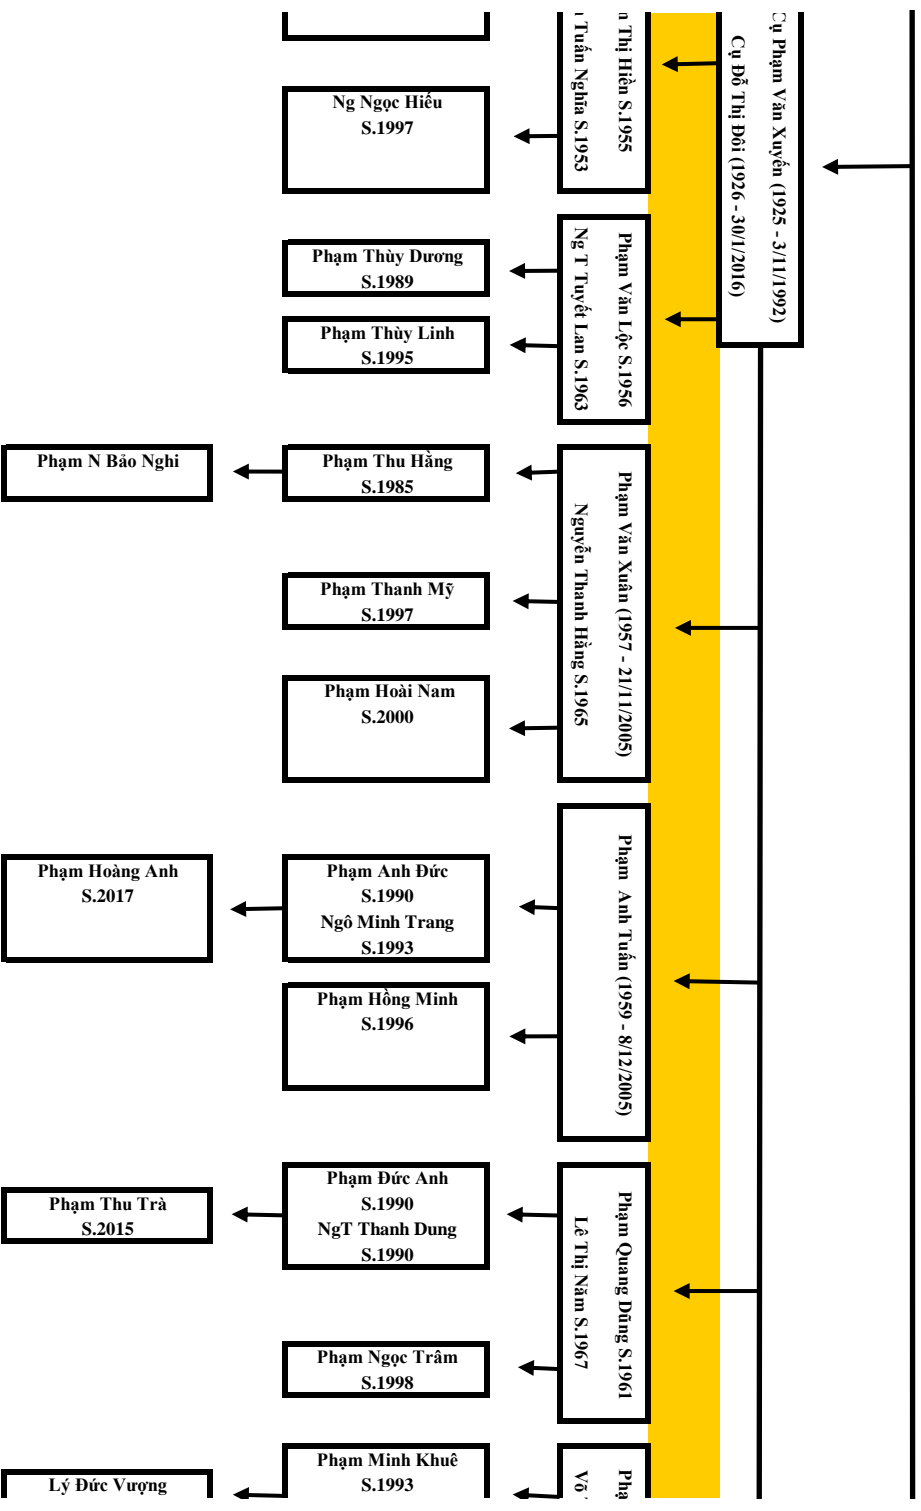 Cụ Phạm Văn Xuyến (1925 - 3/11/1992)
Cụ Đỗ Thị Đôi (1926 - 30/1/2016)
Thị Hiền S.1955
Tuấn Nghĩa S.1953
Ng Ngọc Hiếu
S.1997
Phạm Văn Lộc S.1956
Ng T Tuyết Lan S.1963
Phạm Thùy Dương
S.1989
Phạm Thùy Linh
S.1995
Phạm Văn Xuân (1957 - 21/11/2005)
Nguyễn Thanh Hằng S.1965
Phạm Thu Hằng
S.1985
Phạm N Bảo Nghi
Phạm Thanh Mỹ
S.1997
Phạm Hoài Nam
S.2000
Phạm Anh Tuấn (1959 - 8/12/2005)
Phạm Anh Đức
S.1990
Ngô Minh Trang
S.1993
Phạm Hoàng Anh
S.2017
Phạm Hồng Minh
S.1996
Phạm Quang Dũng S.1961
Lê Thị Năm S.1967
Phạm Đức Anh
S.1990
NgT Thanh Dung
S.1990
Phạm Thu Trà
S.2015
Phạm Ngọc Trâm
S.1998
Võ
Phạm Minh Khuê
S.1993
Lý Đức Vượng